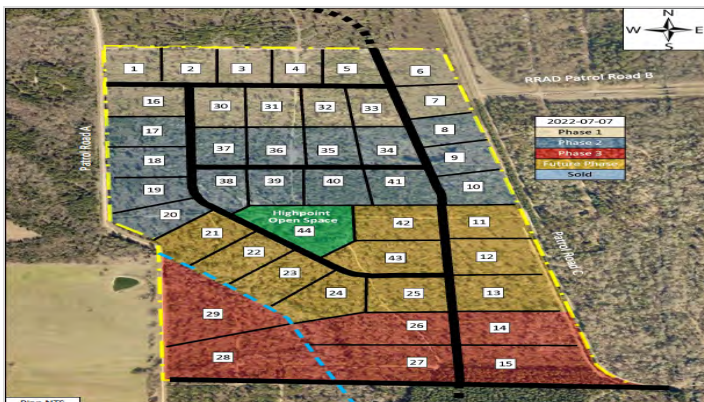 N
W E
S
1 2 3 4 5 6
RRAD Patrol Road B
7
16 30 31 32 33
2022-07-07
Phase 1
Phase 2
Phase 3
Future Phase
Sold
17 37 36 35 34 8
Patrol Road A
18 9
19 38 39 40 41 10
20 Highpoint
Open Space
44
42 11
21
22 43 12
Patrol Road C
23
24 25 13
29 26 14
28 27 15